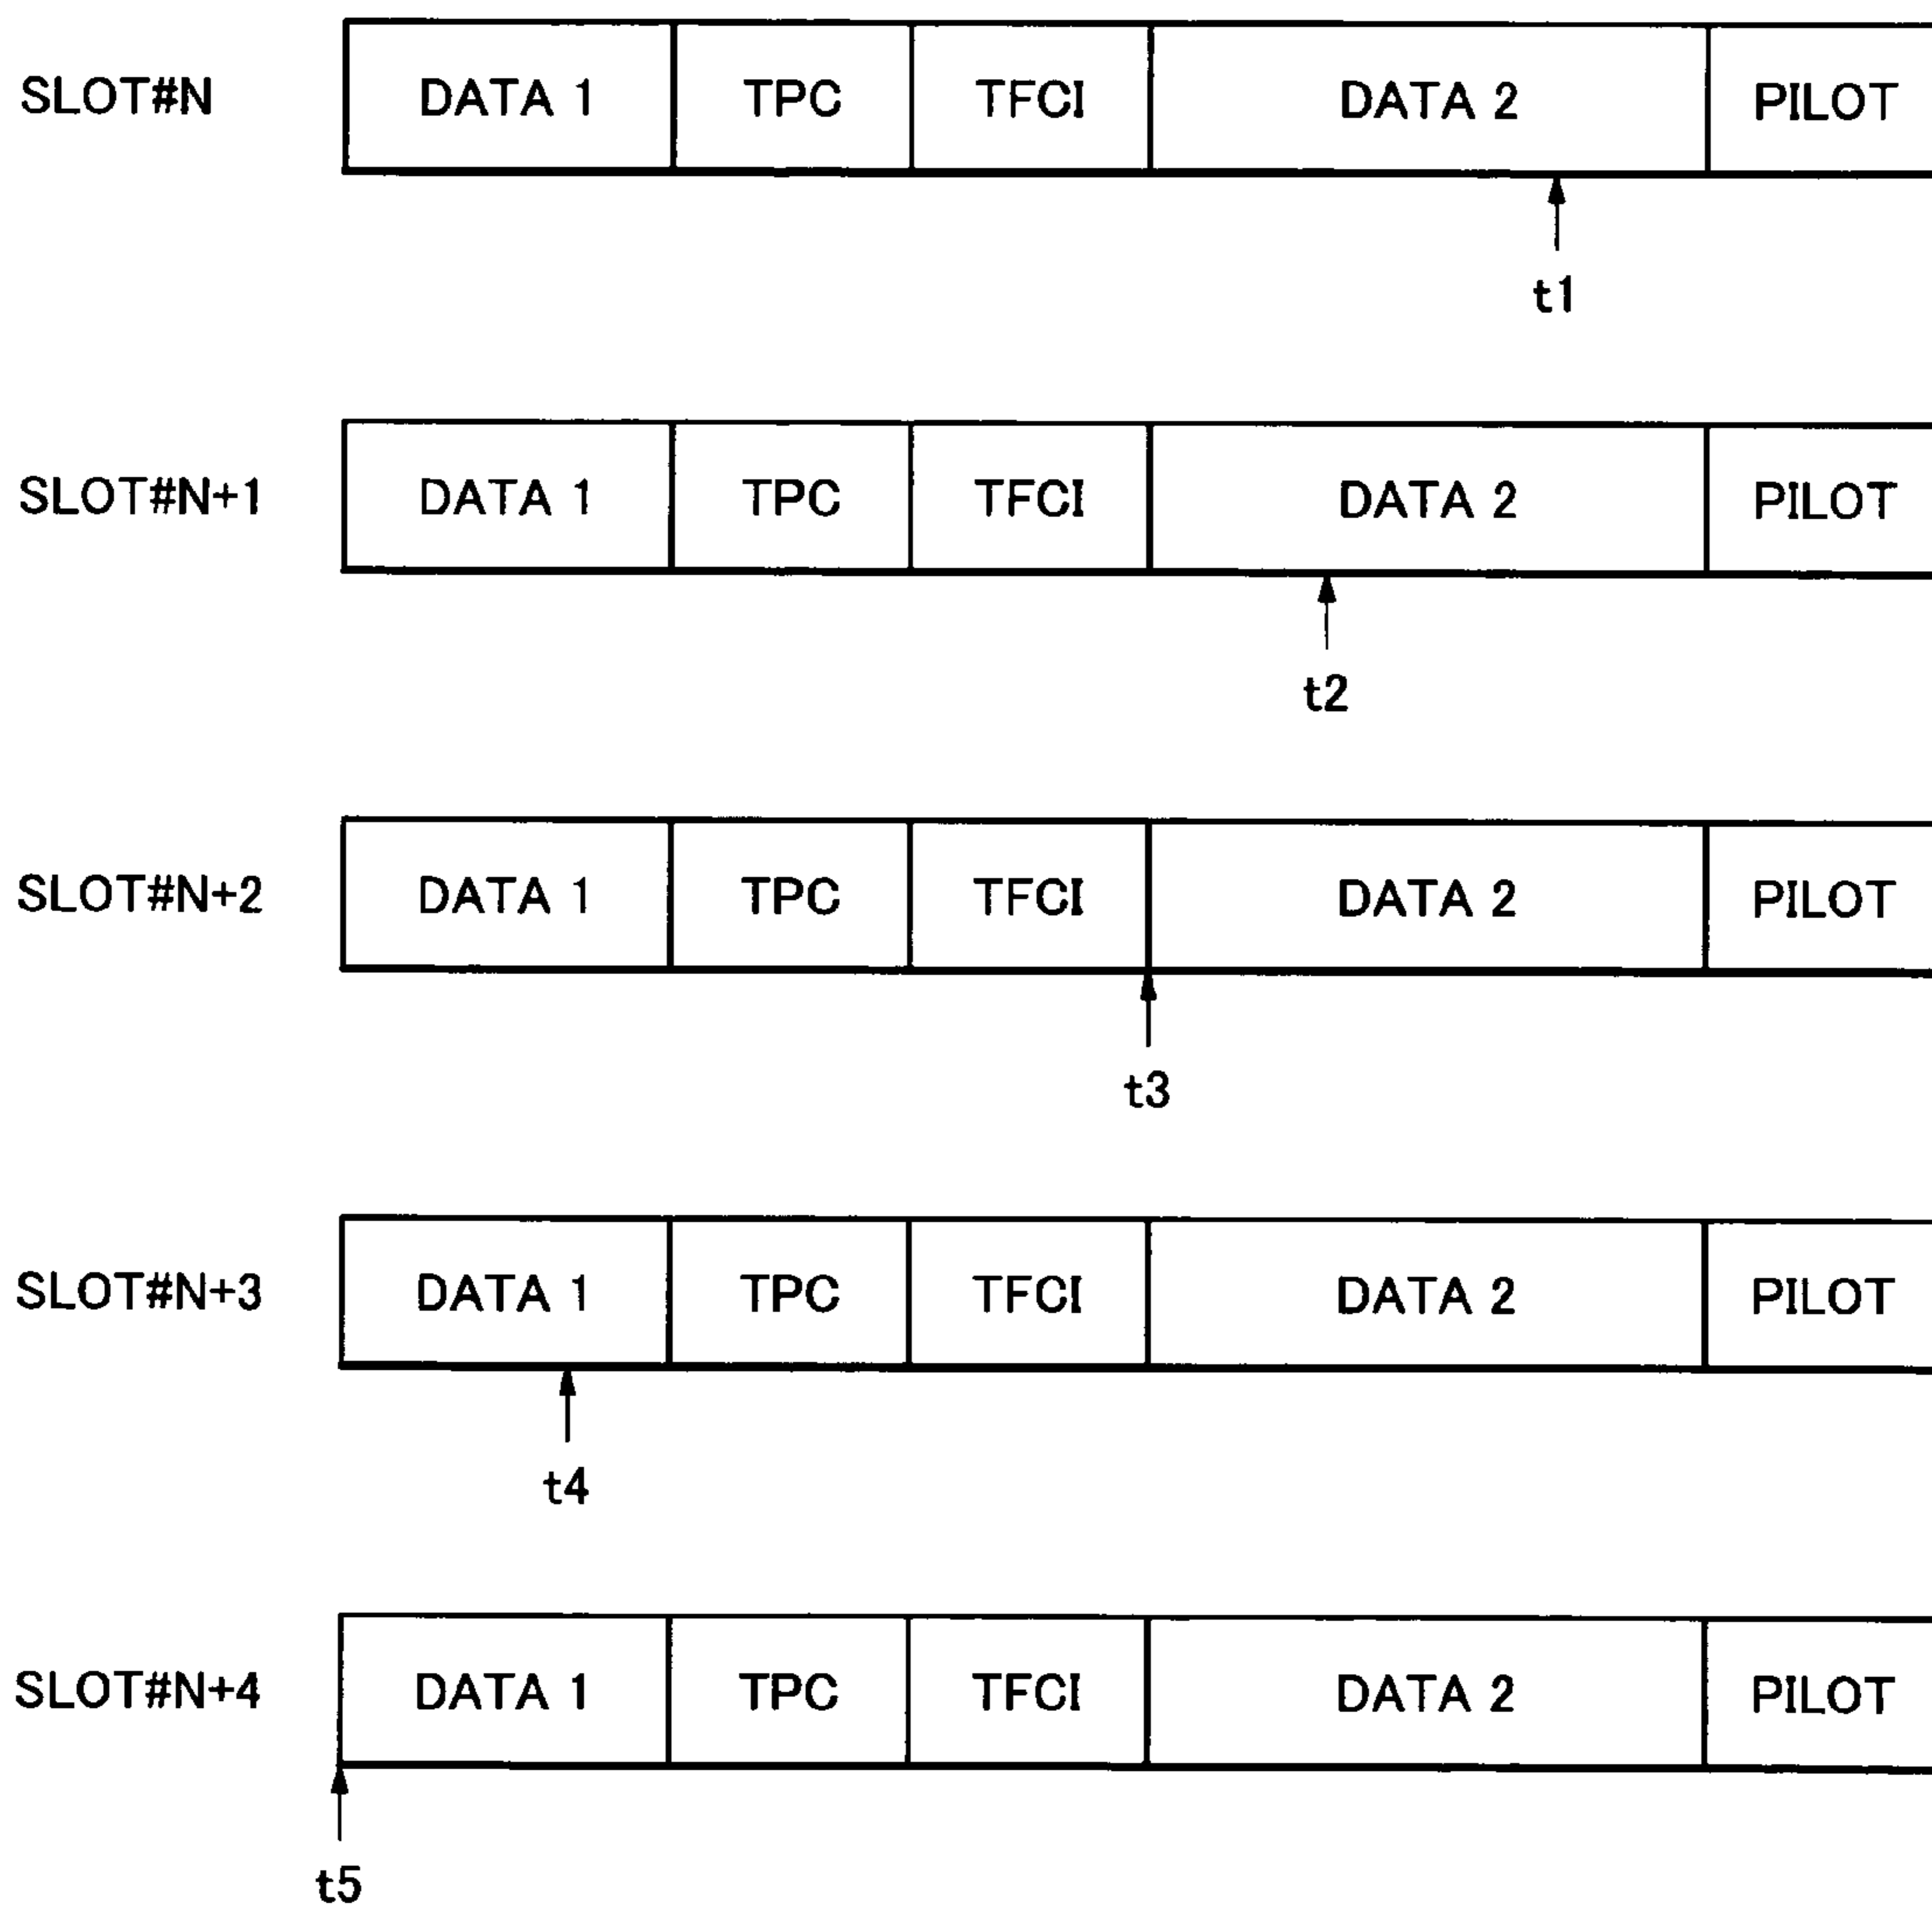 SLOT#N DATA 1 TPC TFCI DATA 2 PILOT
t1
SLOT#N+1 DATA 1 TPC TFCI DATA 2 PILOT
t2
SLOT#N+2 DATA 1 TPC TFCI DATA 2 PILOT
t3
SLOT#N+3 DATA 1 TPC TFCI DATA 2 PILOT
t4
SLOT#N+4 DATA 1 TPC TFCI DATA 2 PILOT
t5